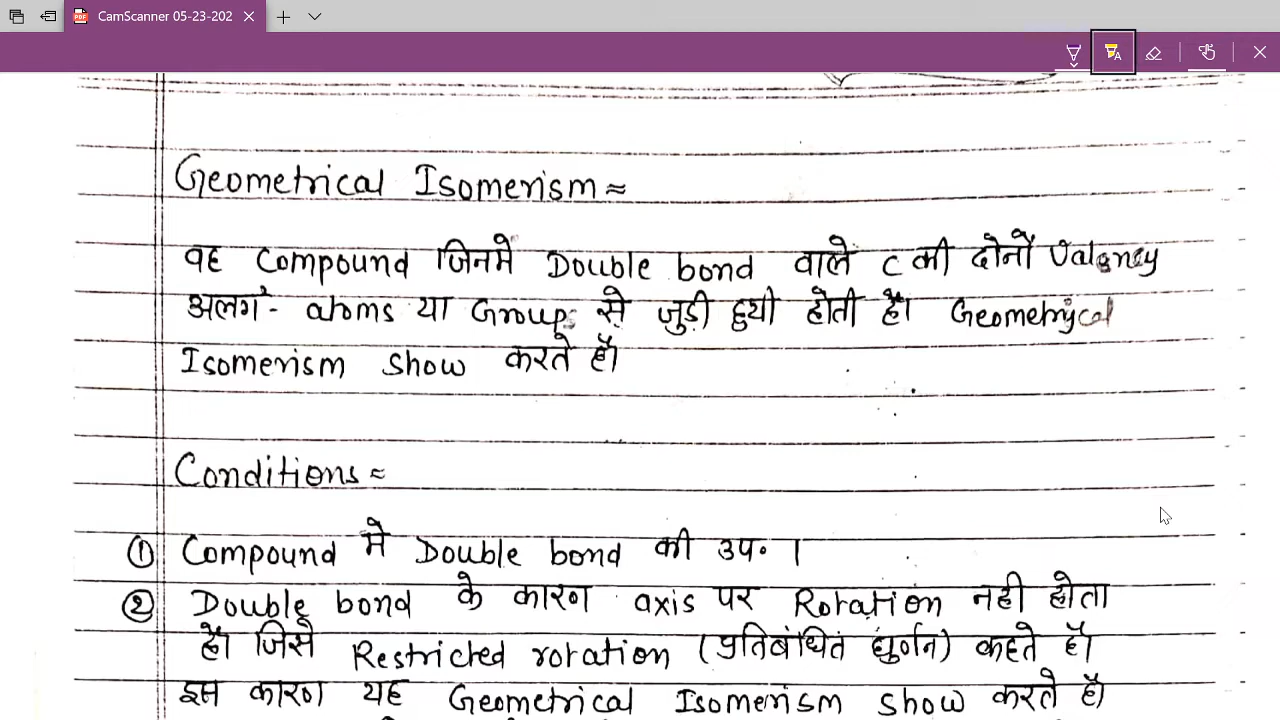 CamScanner 05-23-202
Geometrical Isomerism ≈
वह Compound जिनमें Double bond वाले C की दोनों Valency
अलग- atoms या Groups से जुड़ी हुयी होती हैं। Geometrical
Isomerism show करते हैं।
Conditions ≈
① Compound मे Double bond की उप॰ ।
② Double bond के कारण axis पर Rotation नही होता
हैं। जिसे Restricted rotation (प्रतिबंधित घुर्णन) कहते हैं।
इस कारण यह Geometrical Isomerism show करते हैं।